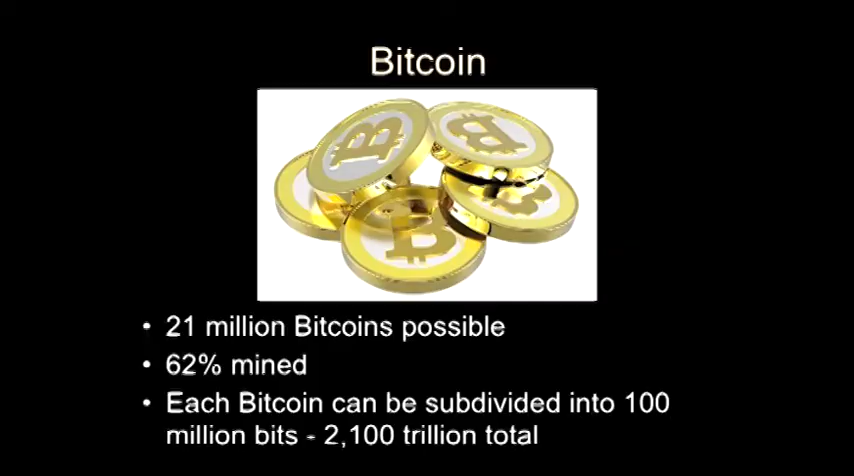 Bitcoin
• 21 million Bitcoins possible
• 62% mined
• Each Bitcoin can be subdivided into 100
million bits - 2,100 trillion total